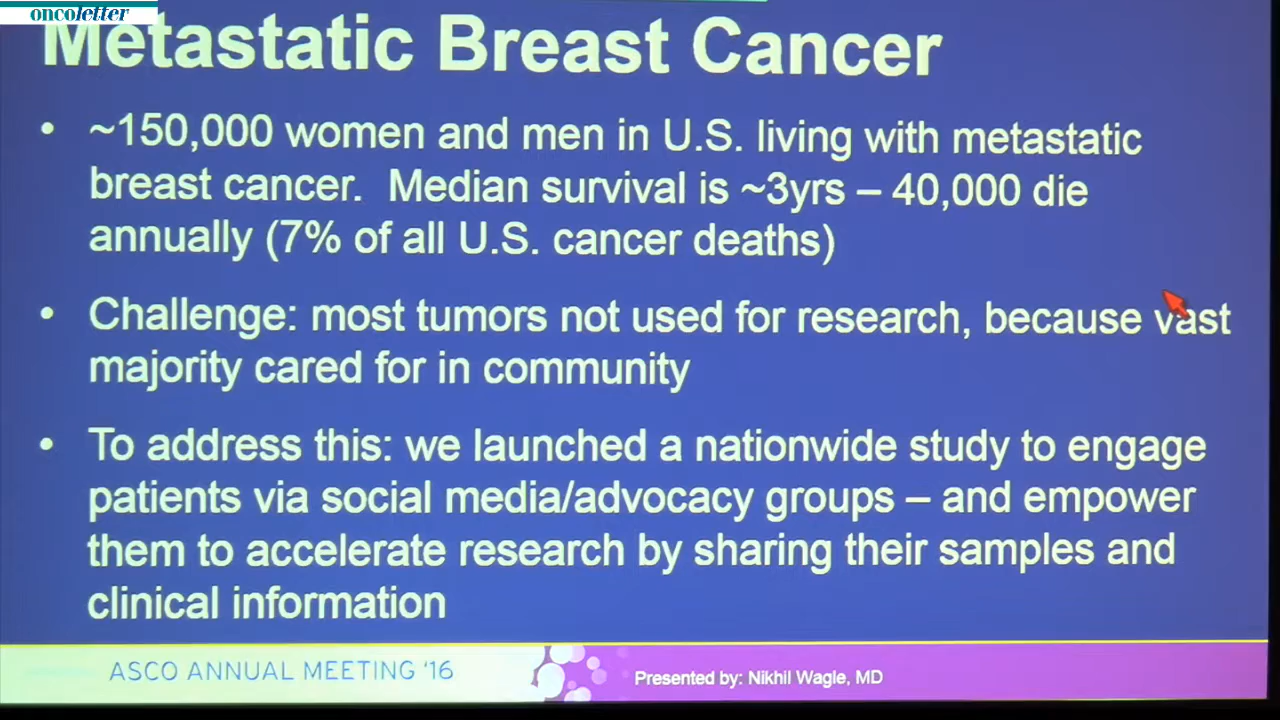 oncoletter
Metastatic Breast Cancer
• ~150,000 women and men in U.S. living with metastatic
breast cancer. Median survival is ~3yrs – 40,000 die
annually (7% of all U.S. cancer deaths)
• Challenge: most tumors not used for research, because vast
majority cared for in community
• To address this: we launched a nationwide study to engage
patients via social media/advocacy groups – and empower
them to accelerate research by sharing their samples and
clinical information
ASCO ANNUAL MEETING ‘16
Presented by: Nikhil Wagle, MD